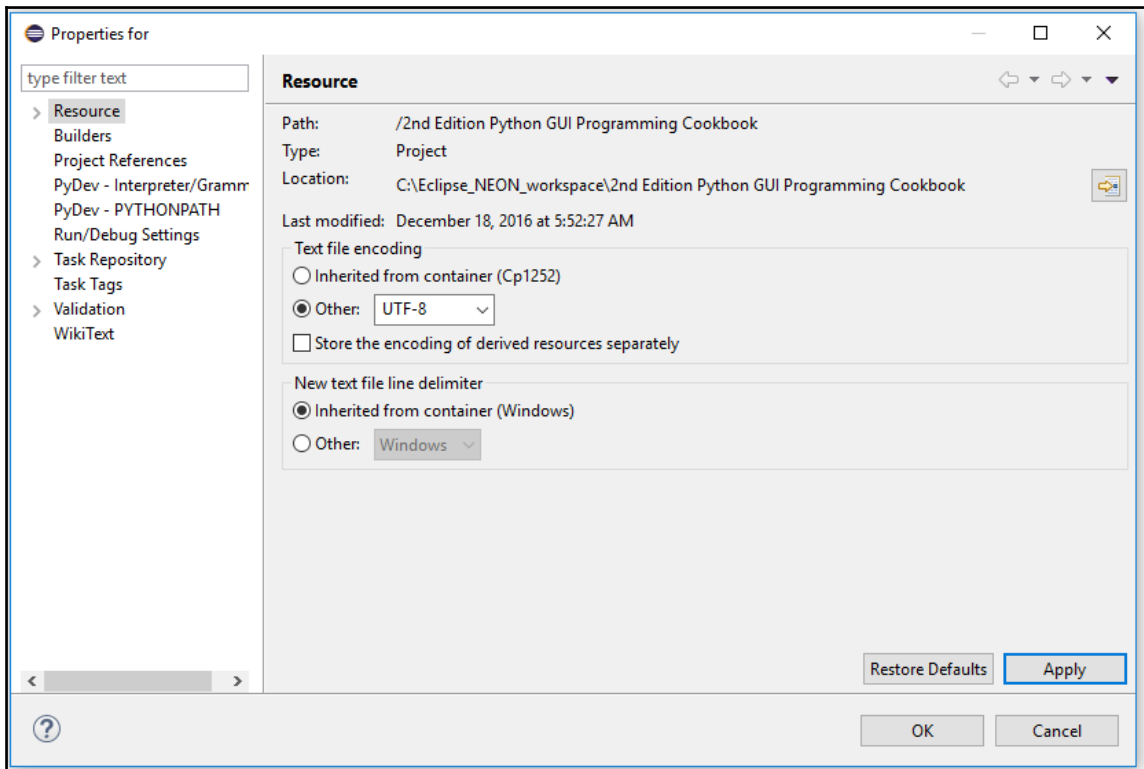 Properties for
type filter text
Resource
Builders
Project References
PyDev - Interpreter/Gramm
PyDev - PYTHONPATH
Run/Debug Settings
Task Repository
Task Tags
Validation
WikiText
Resource
Path: /2nd Edition Python GUI Programming Cookbook
Type: Project
Location: C:\Eclipse_NEON_workspace\2nd Edition Python GUI Programming Cookbook
Last modified: December 18, 2016 at 5:52:27 AM
Text file encoding
Inherited from container (Cp1252)
Other: UTF-8
Store the encoding of derived resources separately
New text file line delimiter
Inherited from container (Windows)
Other: Windows
Restore Defaults Apply
? OK Cancel